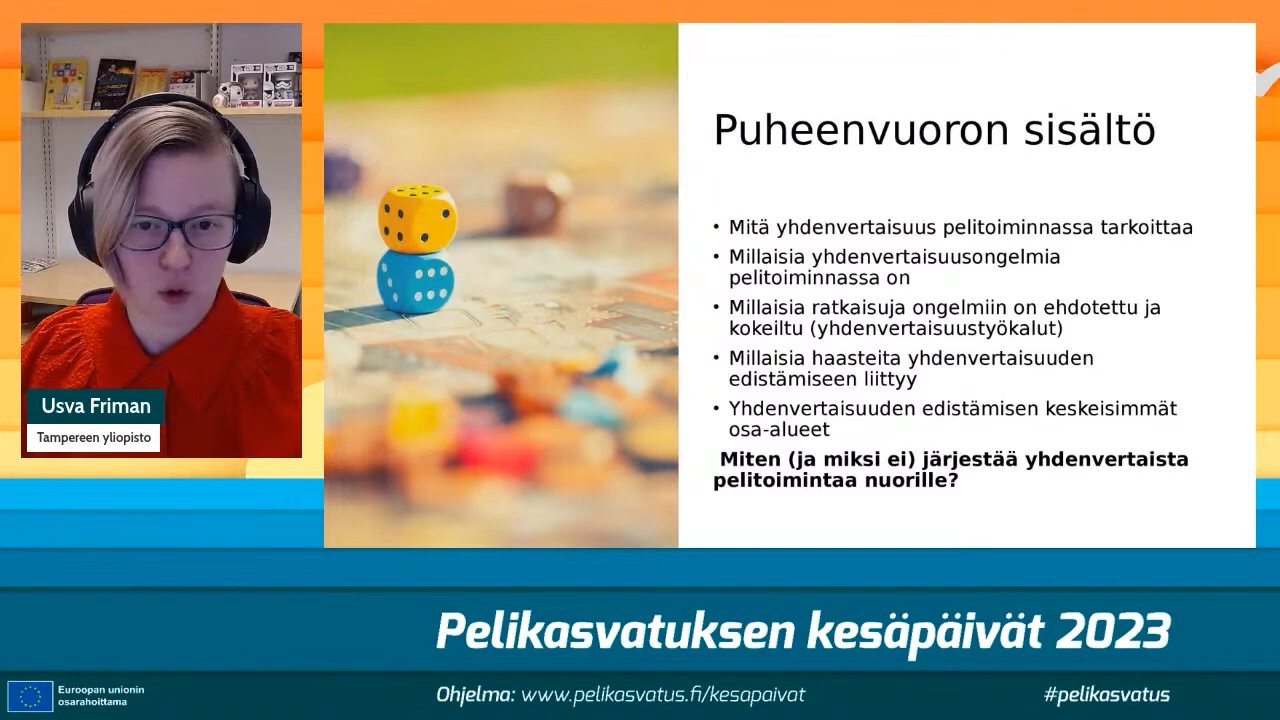 Usva Friman
Tampereen yliopisto
Puheenvuoron sisältö
• Mitä yhdenvertaisuus pelitoiminnassa tarkoittaa
• Millaisia yhdenvertaisuusongelmia
pelitoiminnassa on
• Millaisia ratkaisuja ongelmiin on ehdotettu ja
kokeiltu (yhdenvertaisuustyökalut)
• Millaisia haasteita yhdenvertaisuuden
edistämiseen liittyy
• Yhdenvertaisuuden edistämisen keskeisimmät
osa-alueet
Miten (ja miksi ei) järjestää yhdenvertaista
pelitoimintaa nuorille?
Pelikasvatuksen kesäpäivät 2023
Euroopan unionin
osarahoittama
Ohjelma: www.pelikasvatus.fi/kesapaivat
#pelikasvatus